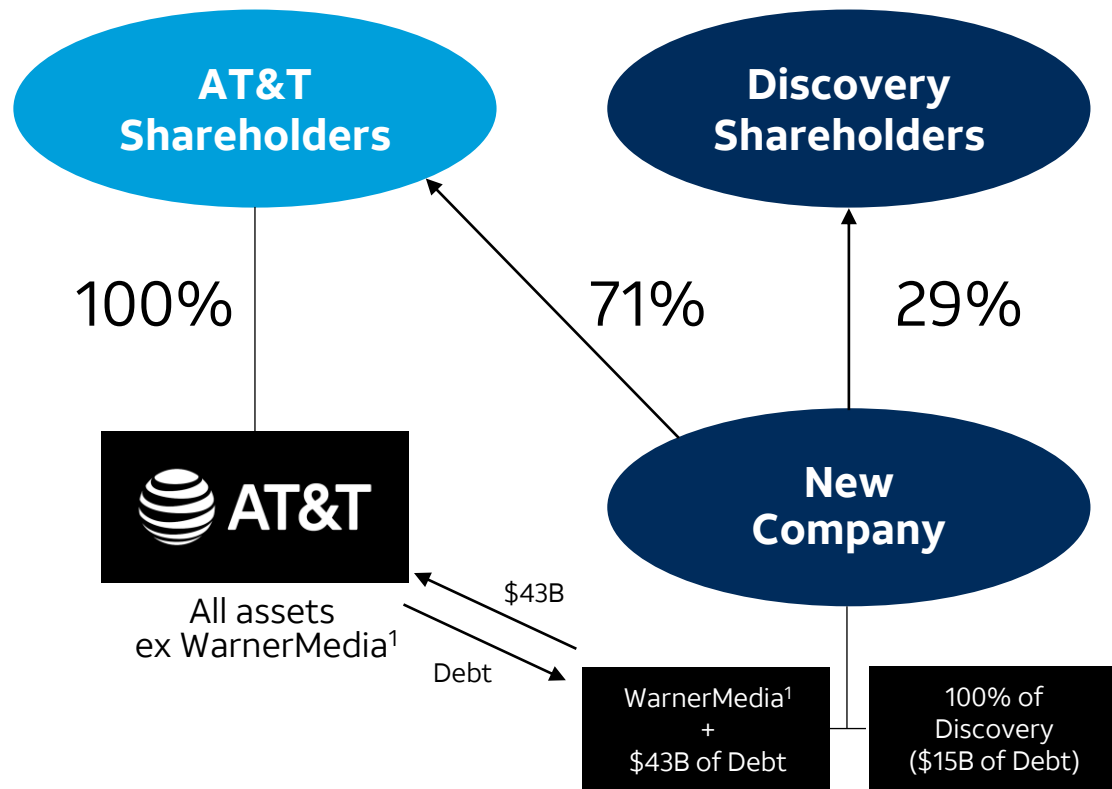 AT&T
Shareholders
Discovery
Shareholders
100%
71%
29%
AT&T
All assets
ex WarnerMedia¹
New
Company
$43B
Debt
WarnerMedia¹
+
$43B of Debt
100% of
Discovery
($15B of Debt)